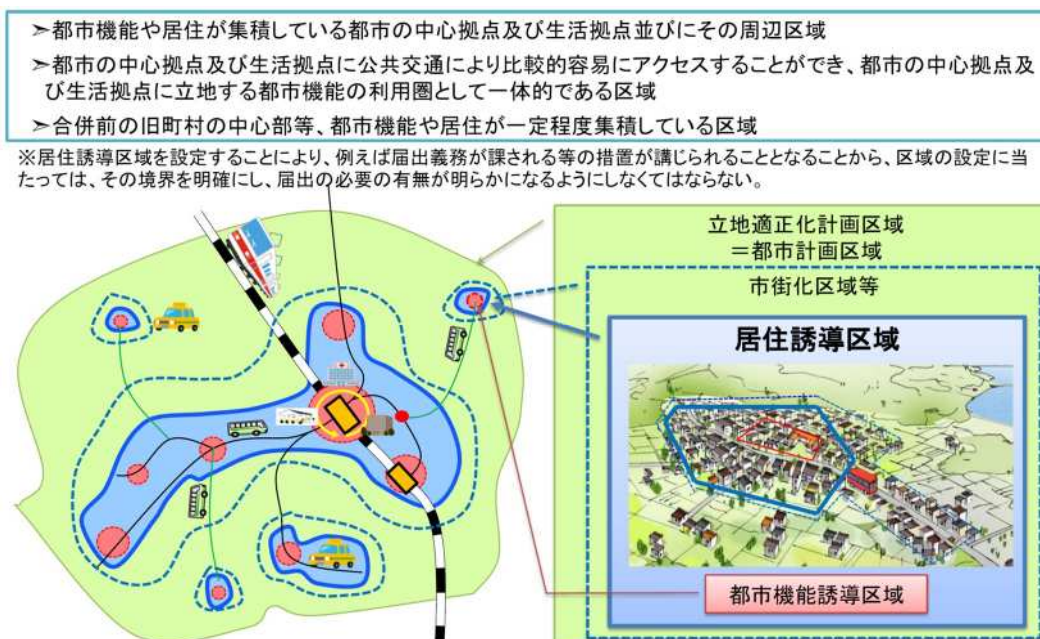 ➢都市機能や居住が集積している都市の中心拠点及び生活拠点並びにその周辺区域
➢都市の中心拠点及び生活拠点に公共交通により比較的容易にアクセスすることができ、都市の中心拠点及
び生活拠点に立地する都市機能の利用圏として一体的である区域
➢合併前の旧町村の中心部等、都市機能や居住が一定程度集積している区域
※居住誘導区域を設定することにより、例えば届出義務が課される等の措置が講じられることとなることから、区域の設定に当
たっては、その境界を明確にし、届出の必要の有無が明らかになるようにしなくてはならない。
立地適正化計画区域
＝都市計画区域
市街化区域等
居住誘導区域
都市機能誘導区域